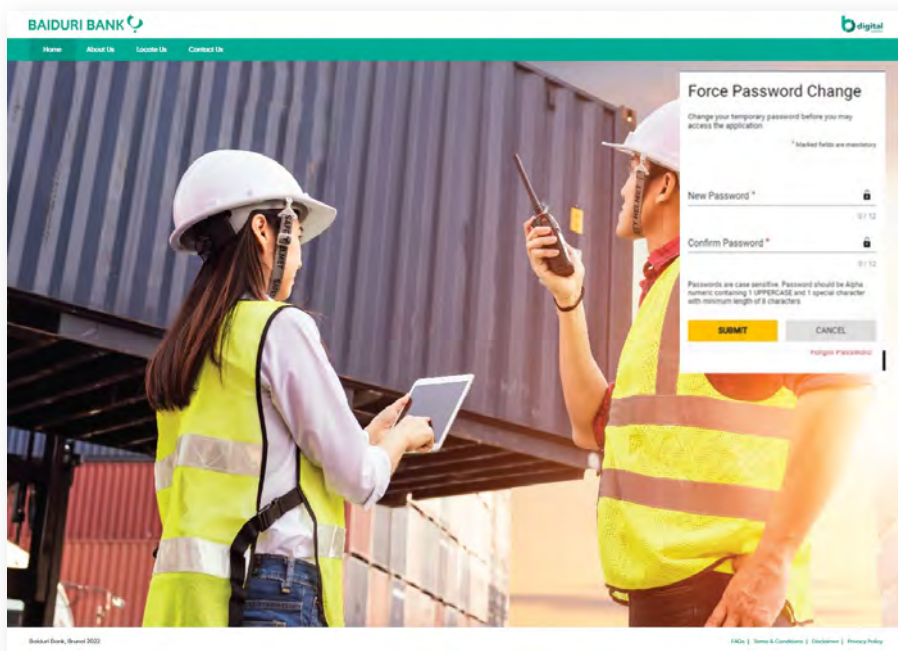 BAIDURI BANK
b digital
Home About Us Locate Us Contact Us
Force Password Change
Change your temporary password before you may
access the application
* Marked fields are mandatory
New Password *
0 / 12
Confirm Password *
0 / 12
Passwords are case sensitive. Password should be Alpha
numeric containing 1 UPPERCASE and 1 special character
with minimum length of 8 characters
SUBMIT CANCEL
Forgot Password?
Baiduri Bank, Brunei 2022
FAQs | Terms & Conditions | Disclaimer | Privacy Policy